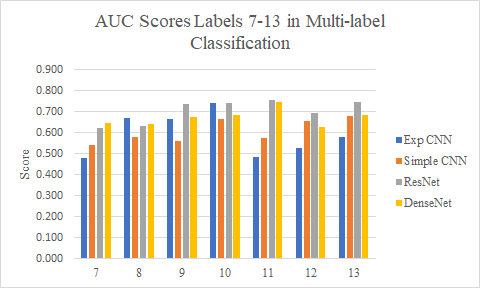 AUC Scores Labels 7-13 in Multi-label
Classification
0.900
0.800
0.700
0.600
0.500
0.400
0.300
0.200
0.100
0.000
Score
7 8 9 10 11 12 13
Exp CNN
Simple CNN
ResNet
DenseNet